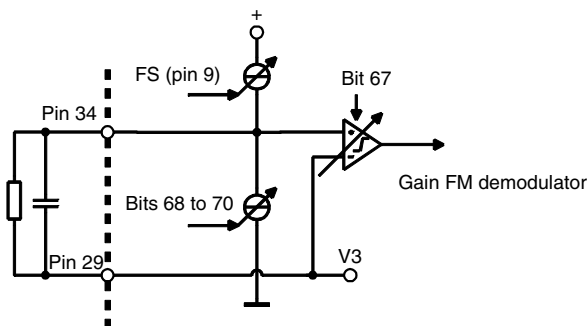 +
FS (pin 9)
Bit 67
Pin 34
Gain FM demodulator
Bits 68 to 70
Pin 29
V3